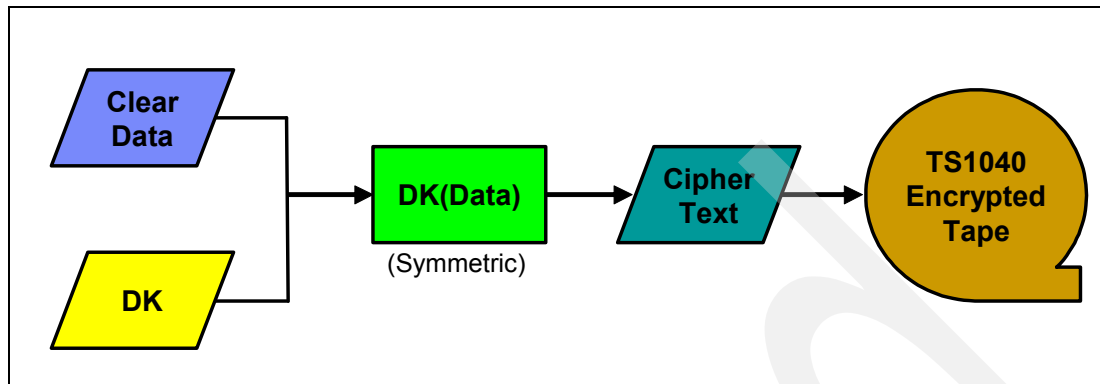 Clear
Data
DK
DK(Data)
(Symmetric)
Cipher
Text
TS1040
Encrypted
Tape